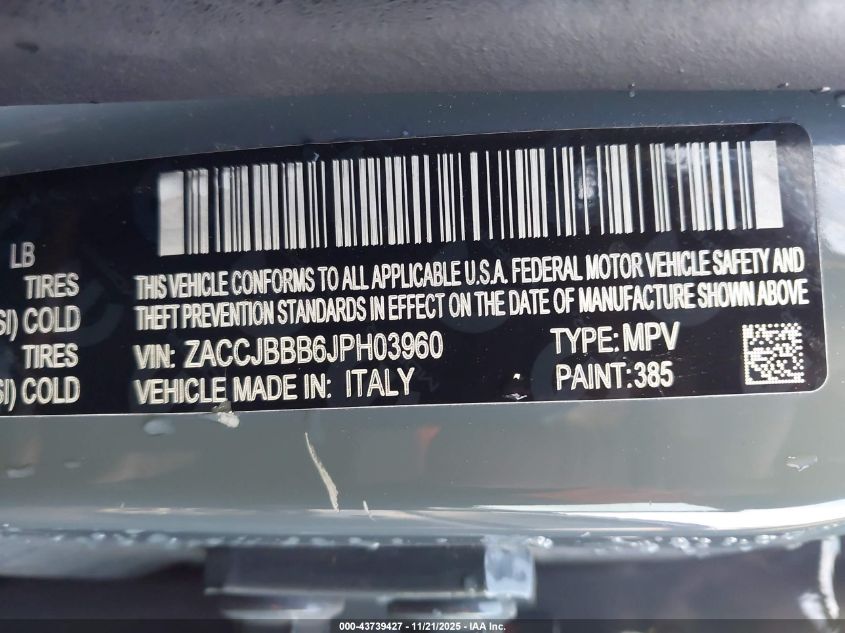 LB
TIRES
SI) COLD
TIRES
SI) COLD
THIS VEHICLE CONFORMS TO ALL APPLICABLE U.S.A. FEDERAL MOTOR VEHICLE SAFETY AND
THEFT PREVENTION STANDARDS IN EFFECT ON THE DATE OF MANUFACTURE SHOWN ABOVE
VIN: ZACCJBBB6JPH03960 TYPE: MPV
VEHICLE MADE IN: ITALY PAINT: 385
000-43739427 - 11/21/2025 - IAA Inc.